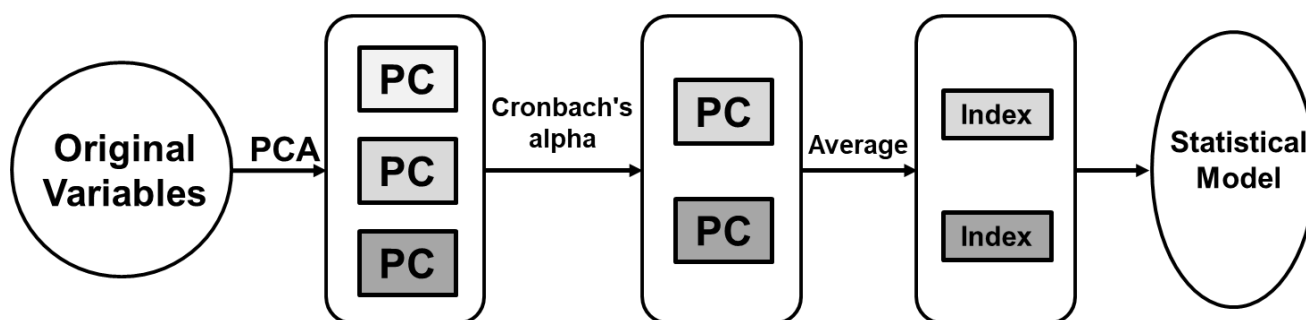 Original
Variables
PCA
PC
PC
PC
Cronbach's
alpha
PC
PC
Average
Index
Index
Statistical
Model